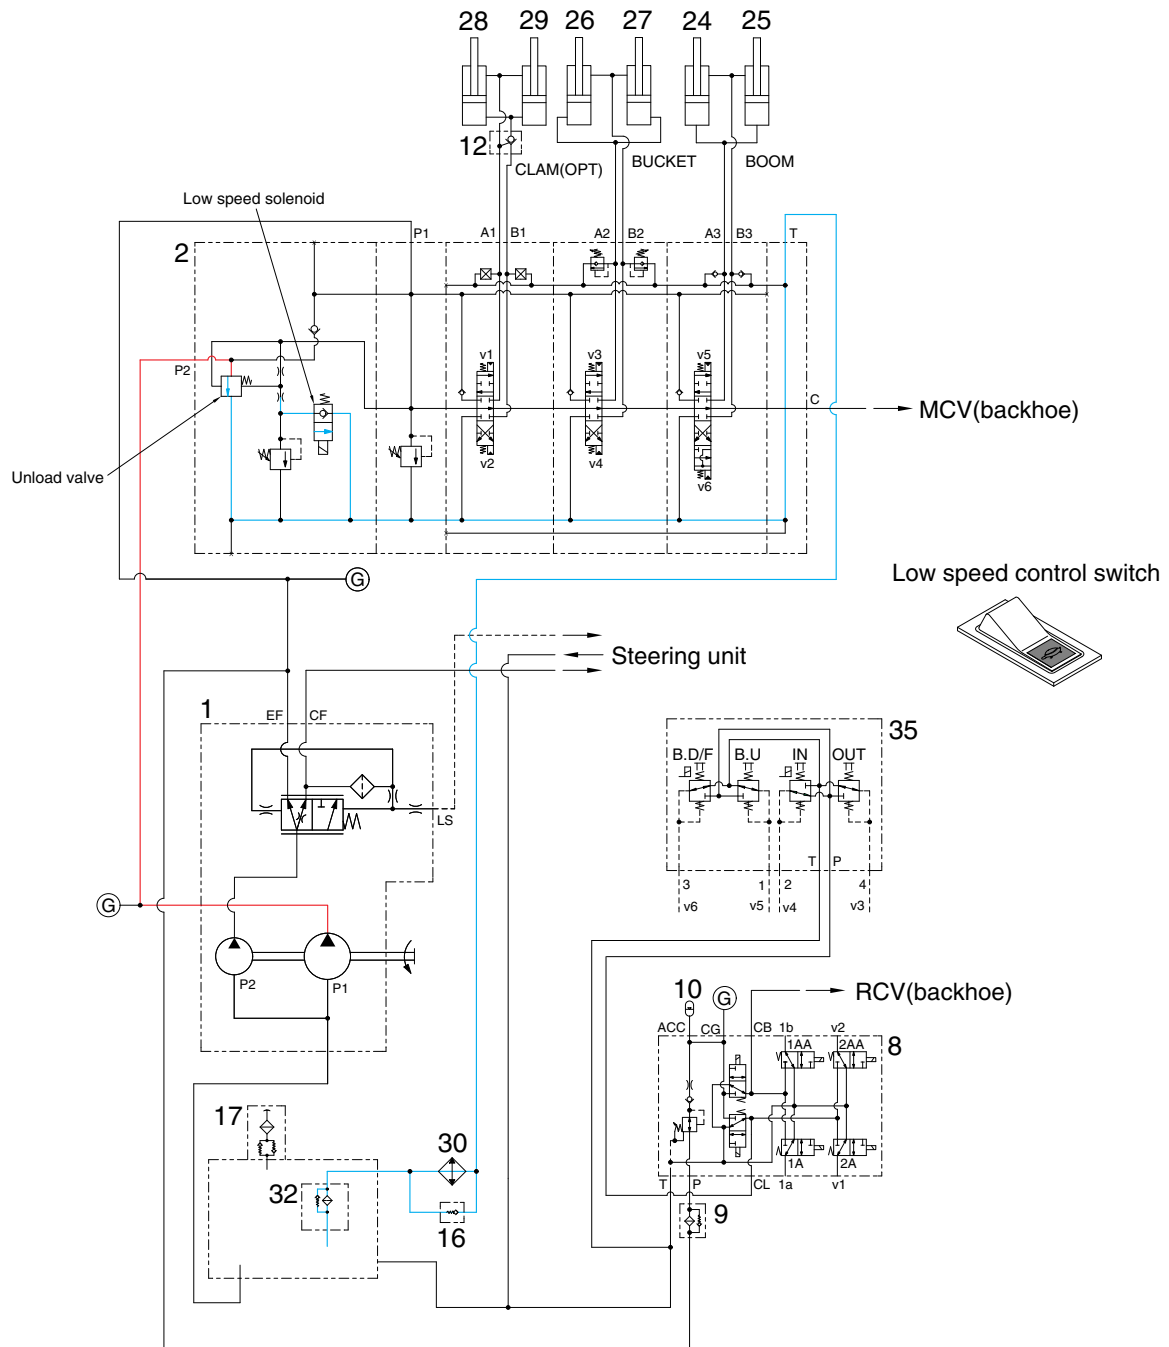 28 29 26 27 24 25
12
CLAM(OPT) BUCKET BOOM
Low speed solenoid
2 P1 A1 B1 A2 B2 A3 B3 T
v1 v3 v5
P2
C
MCV(backhoe)
v2 v4 v6
Unload valve
G
Low speed control switch
Steering unit
1 EF CF
LS
35
B.D/F B.U IN OUT
T P
3 1 2 4
v6 v5 v4 v3
G
P2 P1
10 G
RCV(backhoe)
ACC CG CB 1b v2
8
1AA 2AA
1A 2A
T P CL 1a v1
17
30
32
16
9